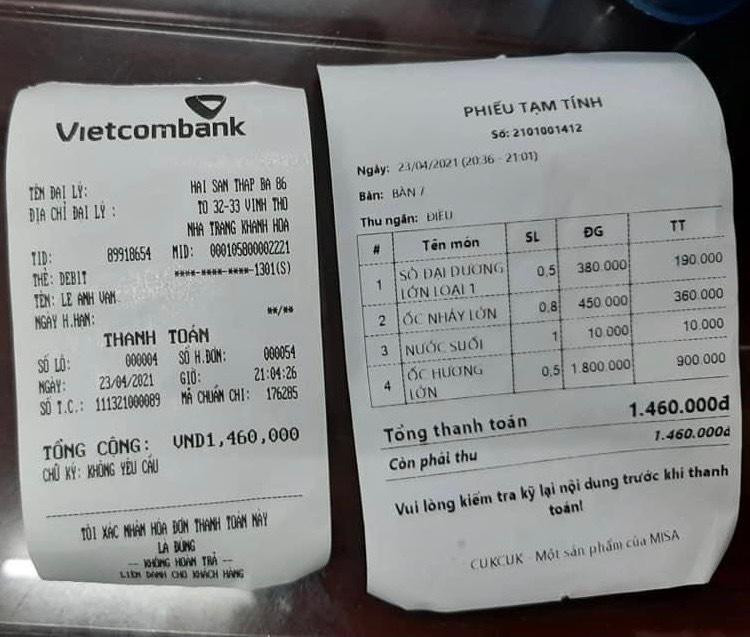 Vietcombank
TÊN ĐẠI LÝ: HAI SAN THAP BA 86
ĐỊA CHỈ ĐẠI LÝ : TO 32-33 VINH THO
NHA TRANG KHANH HOA
TID: 89918654 MID: 000105800002221
THẺ: DEBIT ****-****-****-1301(S)
TÊN: LE ANH VAN
NGÀY H.HẠN: **/**
THANH TOÁN
SỐ LÔ: 000004 SỐ H.ĐƠN: 000054
NGÀY: 23/04/2021 GIỜ: 21:04:26
SỐ T.C.: 111321000089 MÃ CHUẨN CHI: 176285
TỔNG CỘNG: VND1,460,000
CHỮ KÝ: KHÔNG YÊU CẦU
TÔI XÁC NHẬN HÓA ĐƠN THANH TOÁN NÀY
LÀ ĐÚNG
-- KHÔNG HOÀN TRẢ --
LIÊN DÀNH CHO KHÁCH HÀNG
PHIẾU TẠM TÍNH
Số: 2101001412
Ngày: 23/04/2021 (20:36 - 21:01)
Bàn: BÀN 7
Thu ngân: ĐIỀU
# Tên món SL ĐG TT
1 SÒ ĐẠI DƯƠNG 0,5 380.000 190.000
LỚN LOẠI 1
2 ỐC NHẢY LỚN 0,8 450.000 360.000
3 NƯỚC SUỐI 1 10.000 10.000
4 ỐC HƯƠNG 0,5 1.800.000 900.000
LỚN
Tổng thanh toán 1.460.000đ
Còn phải thu 1.460.000đ
Vui lòng kiểm tra kỹ lại nội dung trước khi thanh
toán!
CUKCUK - Một sản phẩm của MISA